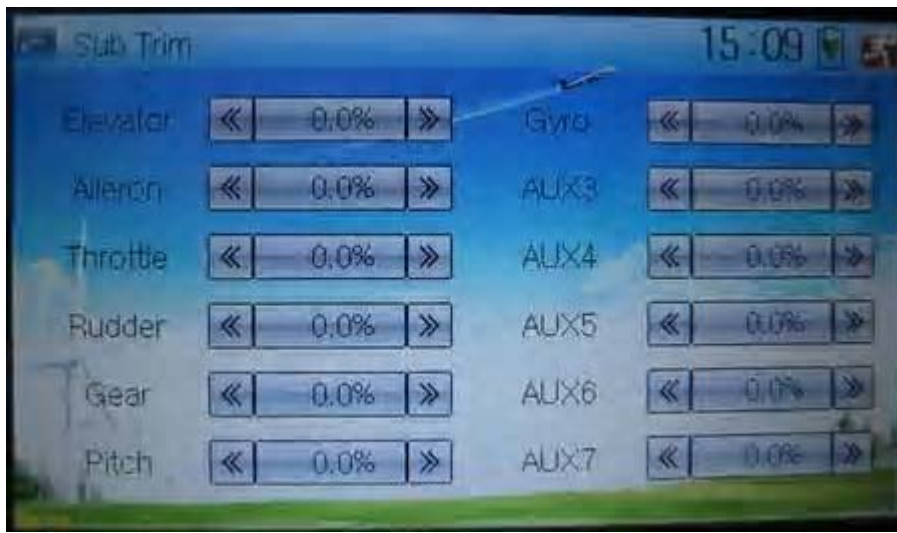 Sub Trim 15:09
Elevator « 0.0% » Gyro « 0.0% »
Aileron « 0.0% » AUX3 « 0.0% »
Throttle « 0.0% » AUX4 « 0.0% »
Rudder « 0.0% » AUX5 « 0.0% »
Gear « 0.0% » AUX6 « 0.0% »
Pitch « 0.0% » AUX7 « 0.0% »